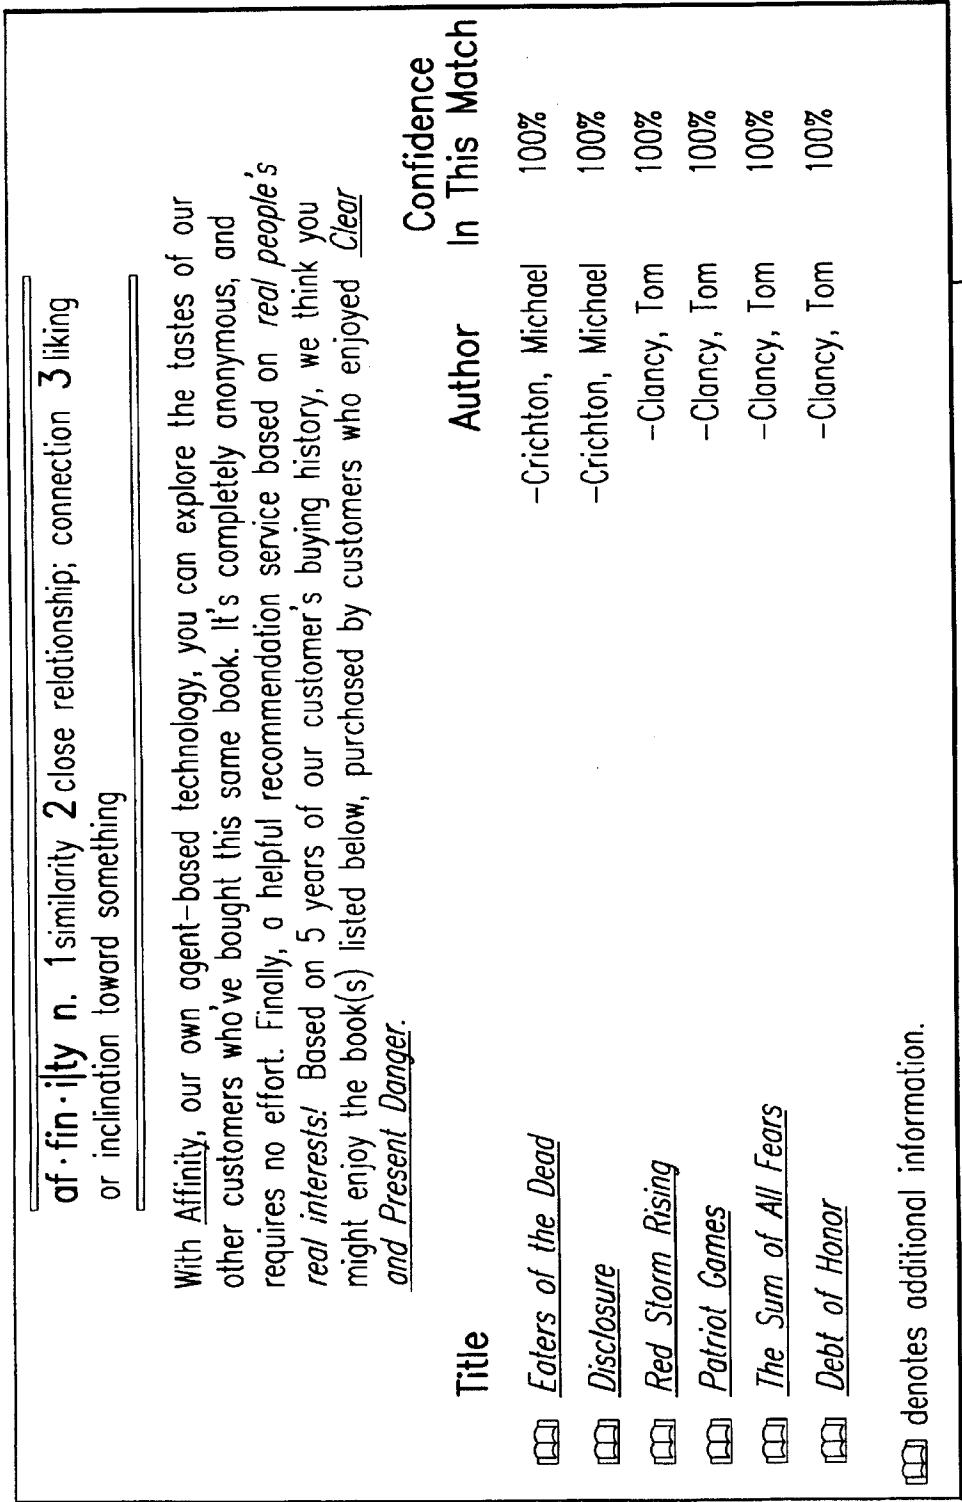 af·fin·i|ty n. 1 similarity 2 close relationship; connection 3 liking
or inclination toward something
With Affinity, our own agent-based technology, you can explore the tastes of our
other customers who've bought this same book. It's completely anonymous, and
requires no effort. Finally, a helpful recommendation service based on real people's
real interests! Based on 5 years of our customer's buying history, we think you
might enjoy the book(s) listed below, purchased by customers who enjoyed Clear
and Present Danger.
Confidence
Title Author In This Match
Eaters of the Dead -Crichton, Michael 100%
Disclosure -Crichton, Michael 100%
Red Storm Rising -Clancy, Tom 100%
Patriot Games -Clancy, Tom 100%
The Sum of All Fears -Clancy, Tom 100%
Debt of Honor -Clancy, Tom 100%
denotes additional information.